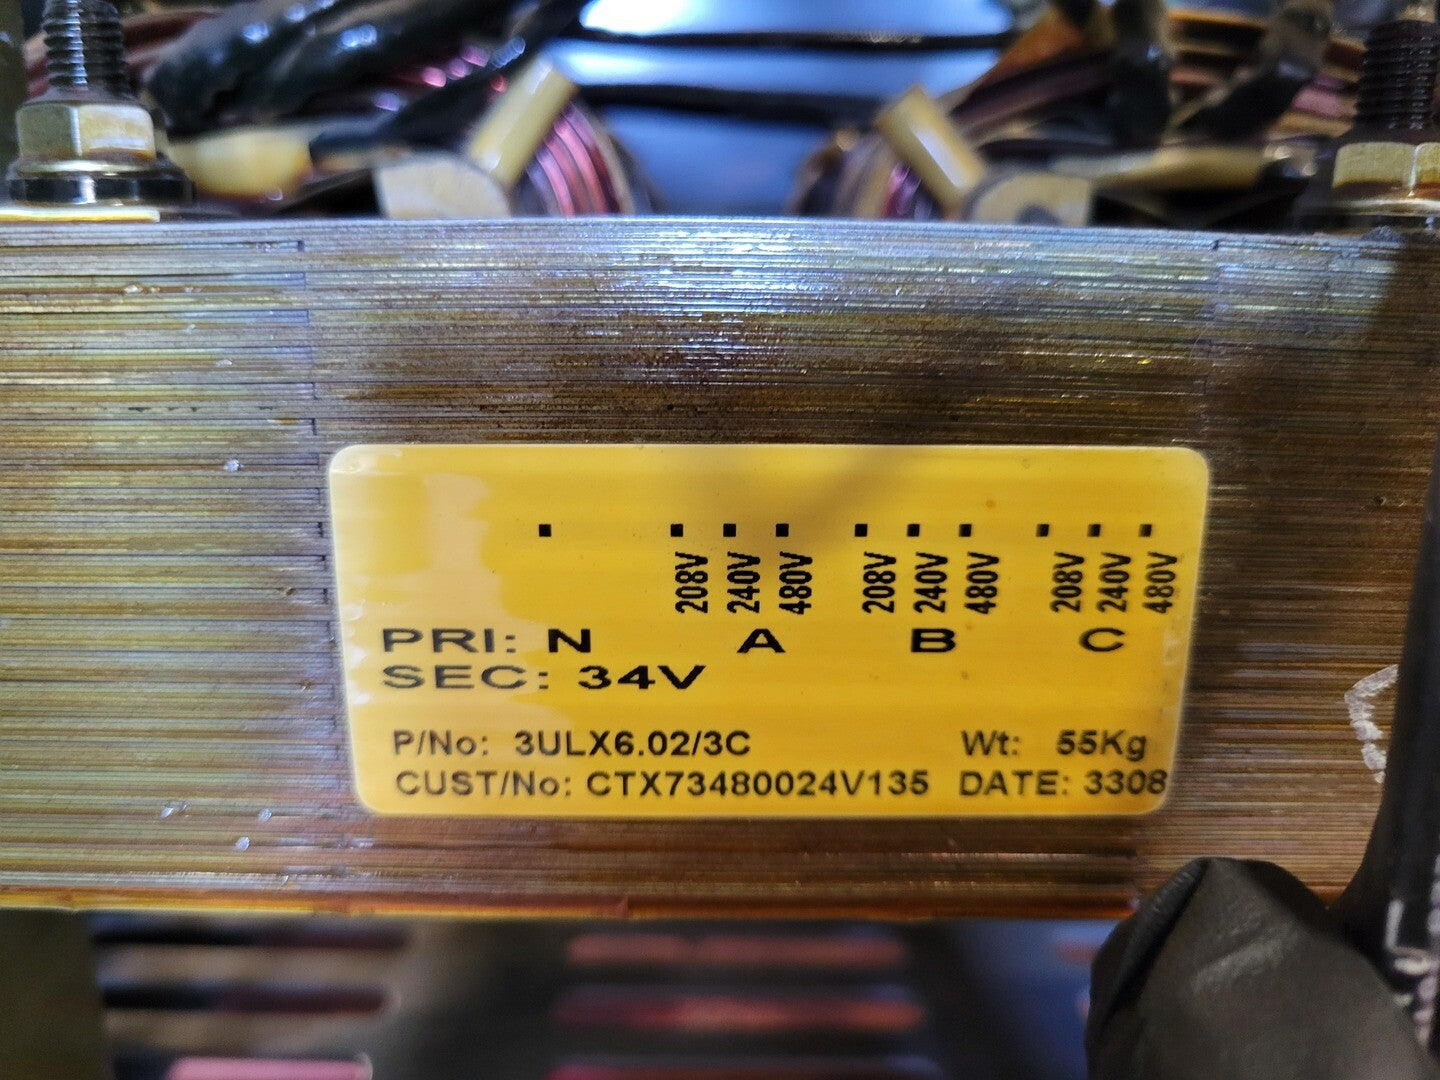 208V 240V 480V 208V 240V 480V 208V 240V 480V
PRI: N A B C
SEC: 34V
P/No: 3ULX6.02/3C Wt: 55Kg
CUST/No: CTX73480024V135 DATE: 3308